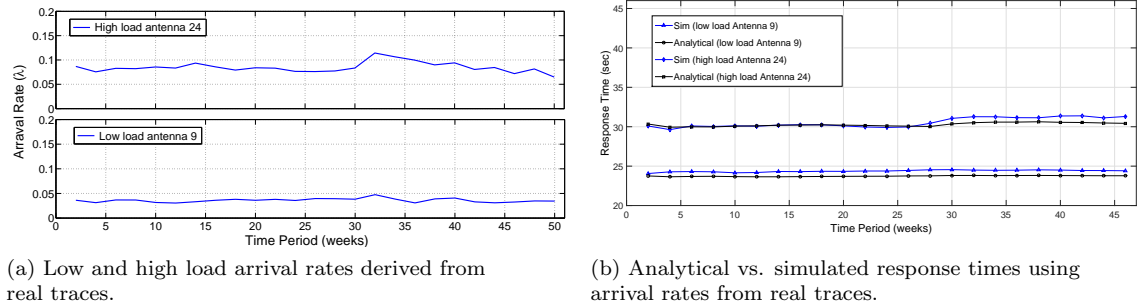 0.2
0.15
0.1
0.05
0
High load antenna 24
0.2
0.15
0.1
0.05
0
Low load antenna 9
0 5 10 15 20 25 30 35 40 45 50
Arraval Rate (λ)
Time Period (weeks)
(a) Low and high load arrival rates derived from
real traces.
45
40
35
30
25
20
Response Time (sec)
Sim (low load Antenna 9)
Analytical (low load Antenna 9)
Sim (high load Antenna 24)
Analytical (high load Antenna 24)
0 5 10 15 20 25 30 35 40 45
Time Period (weeks)
(b) Analytical vs. simulated response times using
arrival rates from real traces.